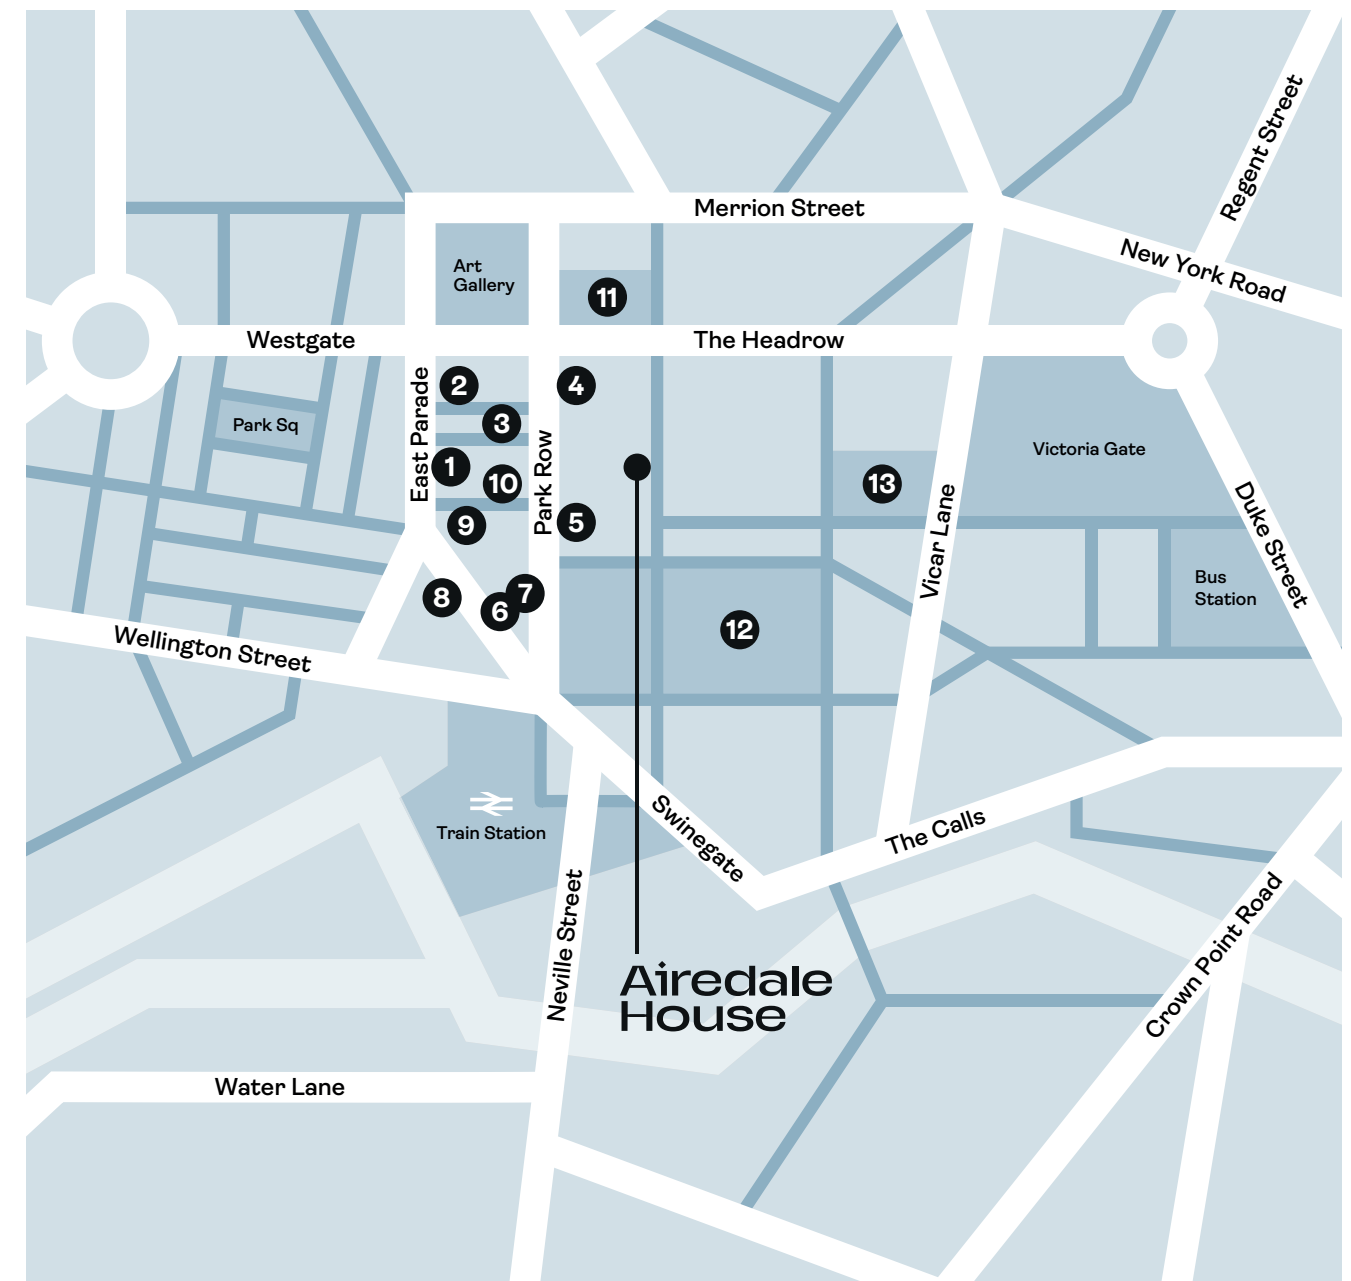 Regent Street
Merrion Street
New York Road
Art
Gallery
11
Westgate
The Headrow
East Parade
2
4
3
Park Sq
Park Row
Victoria Gate
1
10
13
9
5
Vicar Lane
Duke Street
8
7
6
Bus
Station
12
Wellington Street
Train Station
Swinegate
The Calls
Neville Street
Crown Point Road
Airedale
House
Water Lane